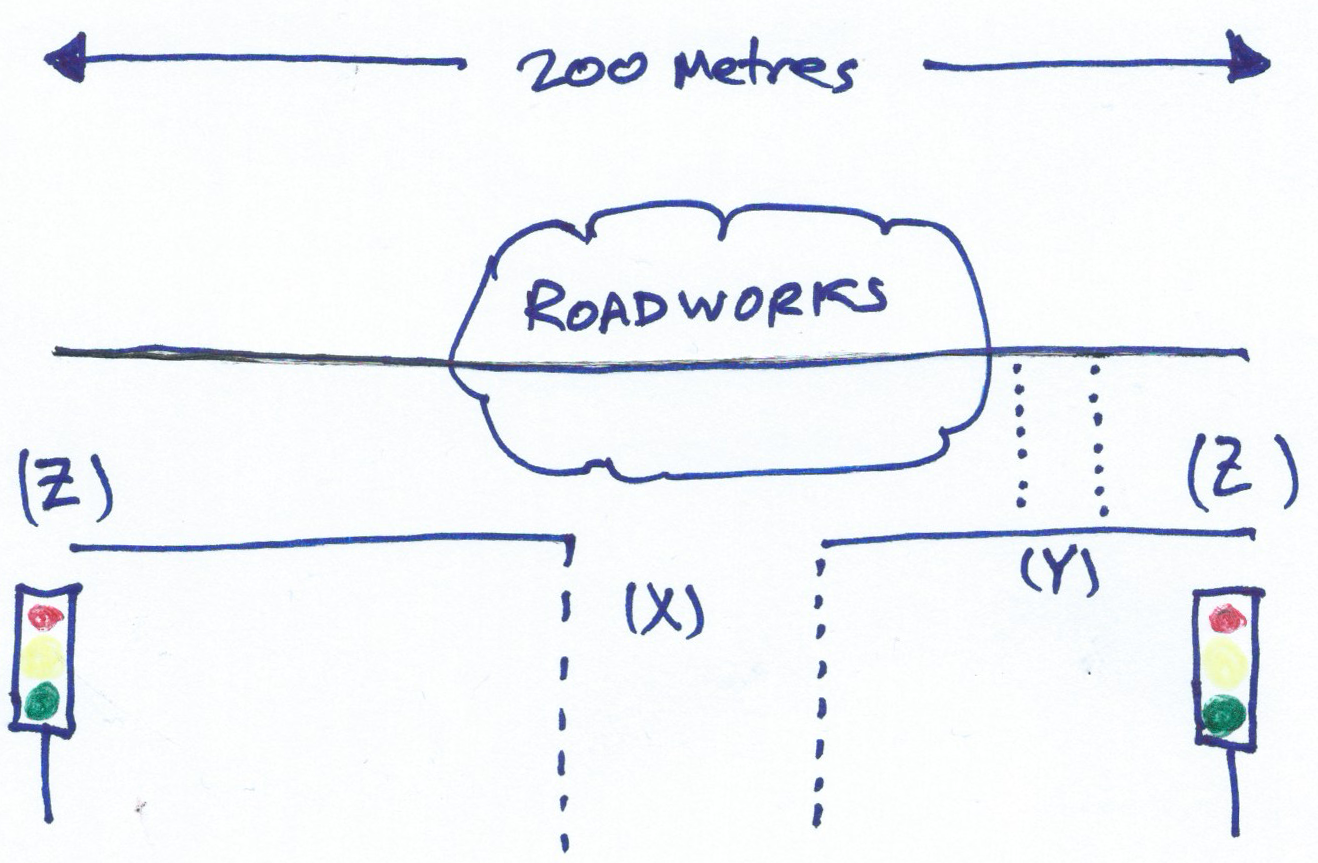 200 Metres
ROADWORKS
(Z)
(Z)
(X)
(Y)